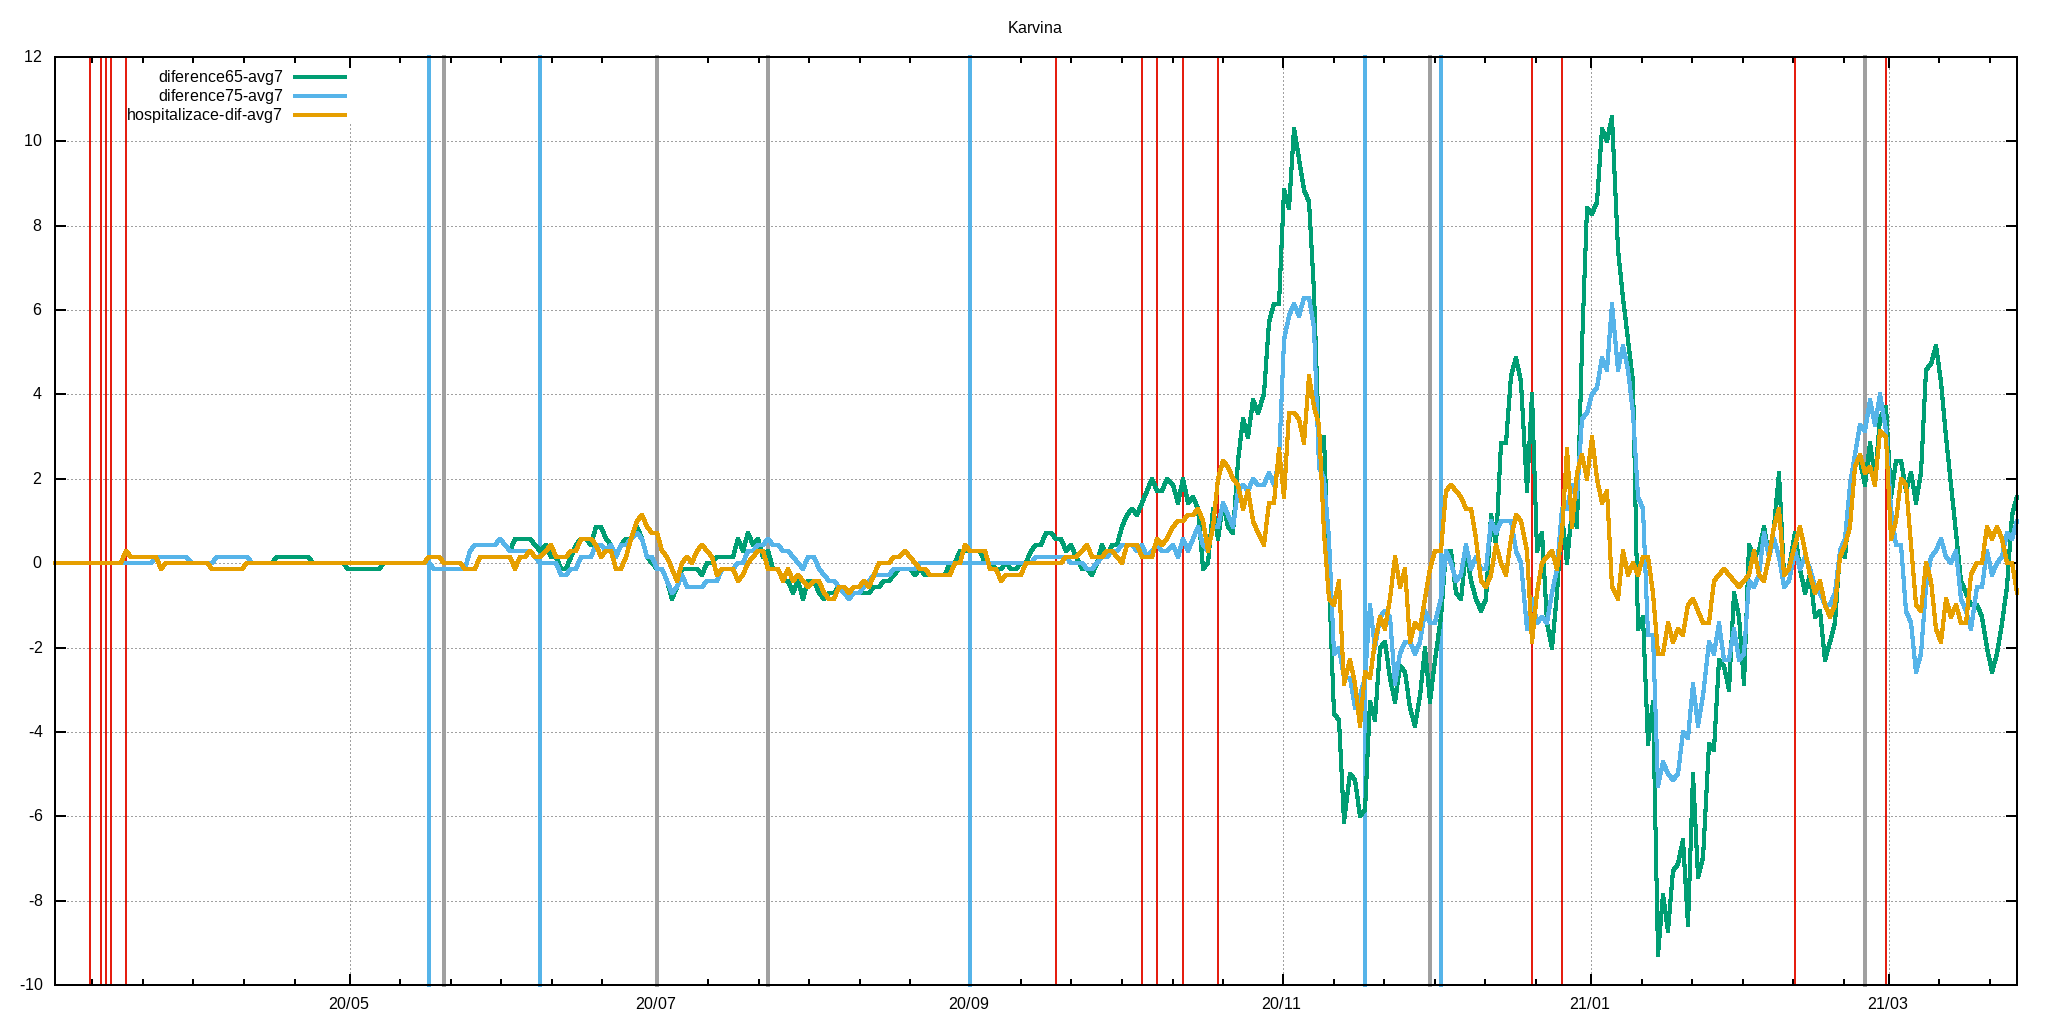 Karvina
diference65-avg7
diference75-avg7
hospitalizace-dif-avg7
12
10
8
6
4
2
0
-2
-4
-6
-8
-10
20/05 20/07 20/09 20/11 21/01 21/03